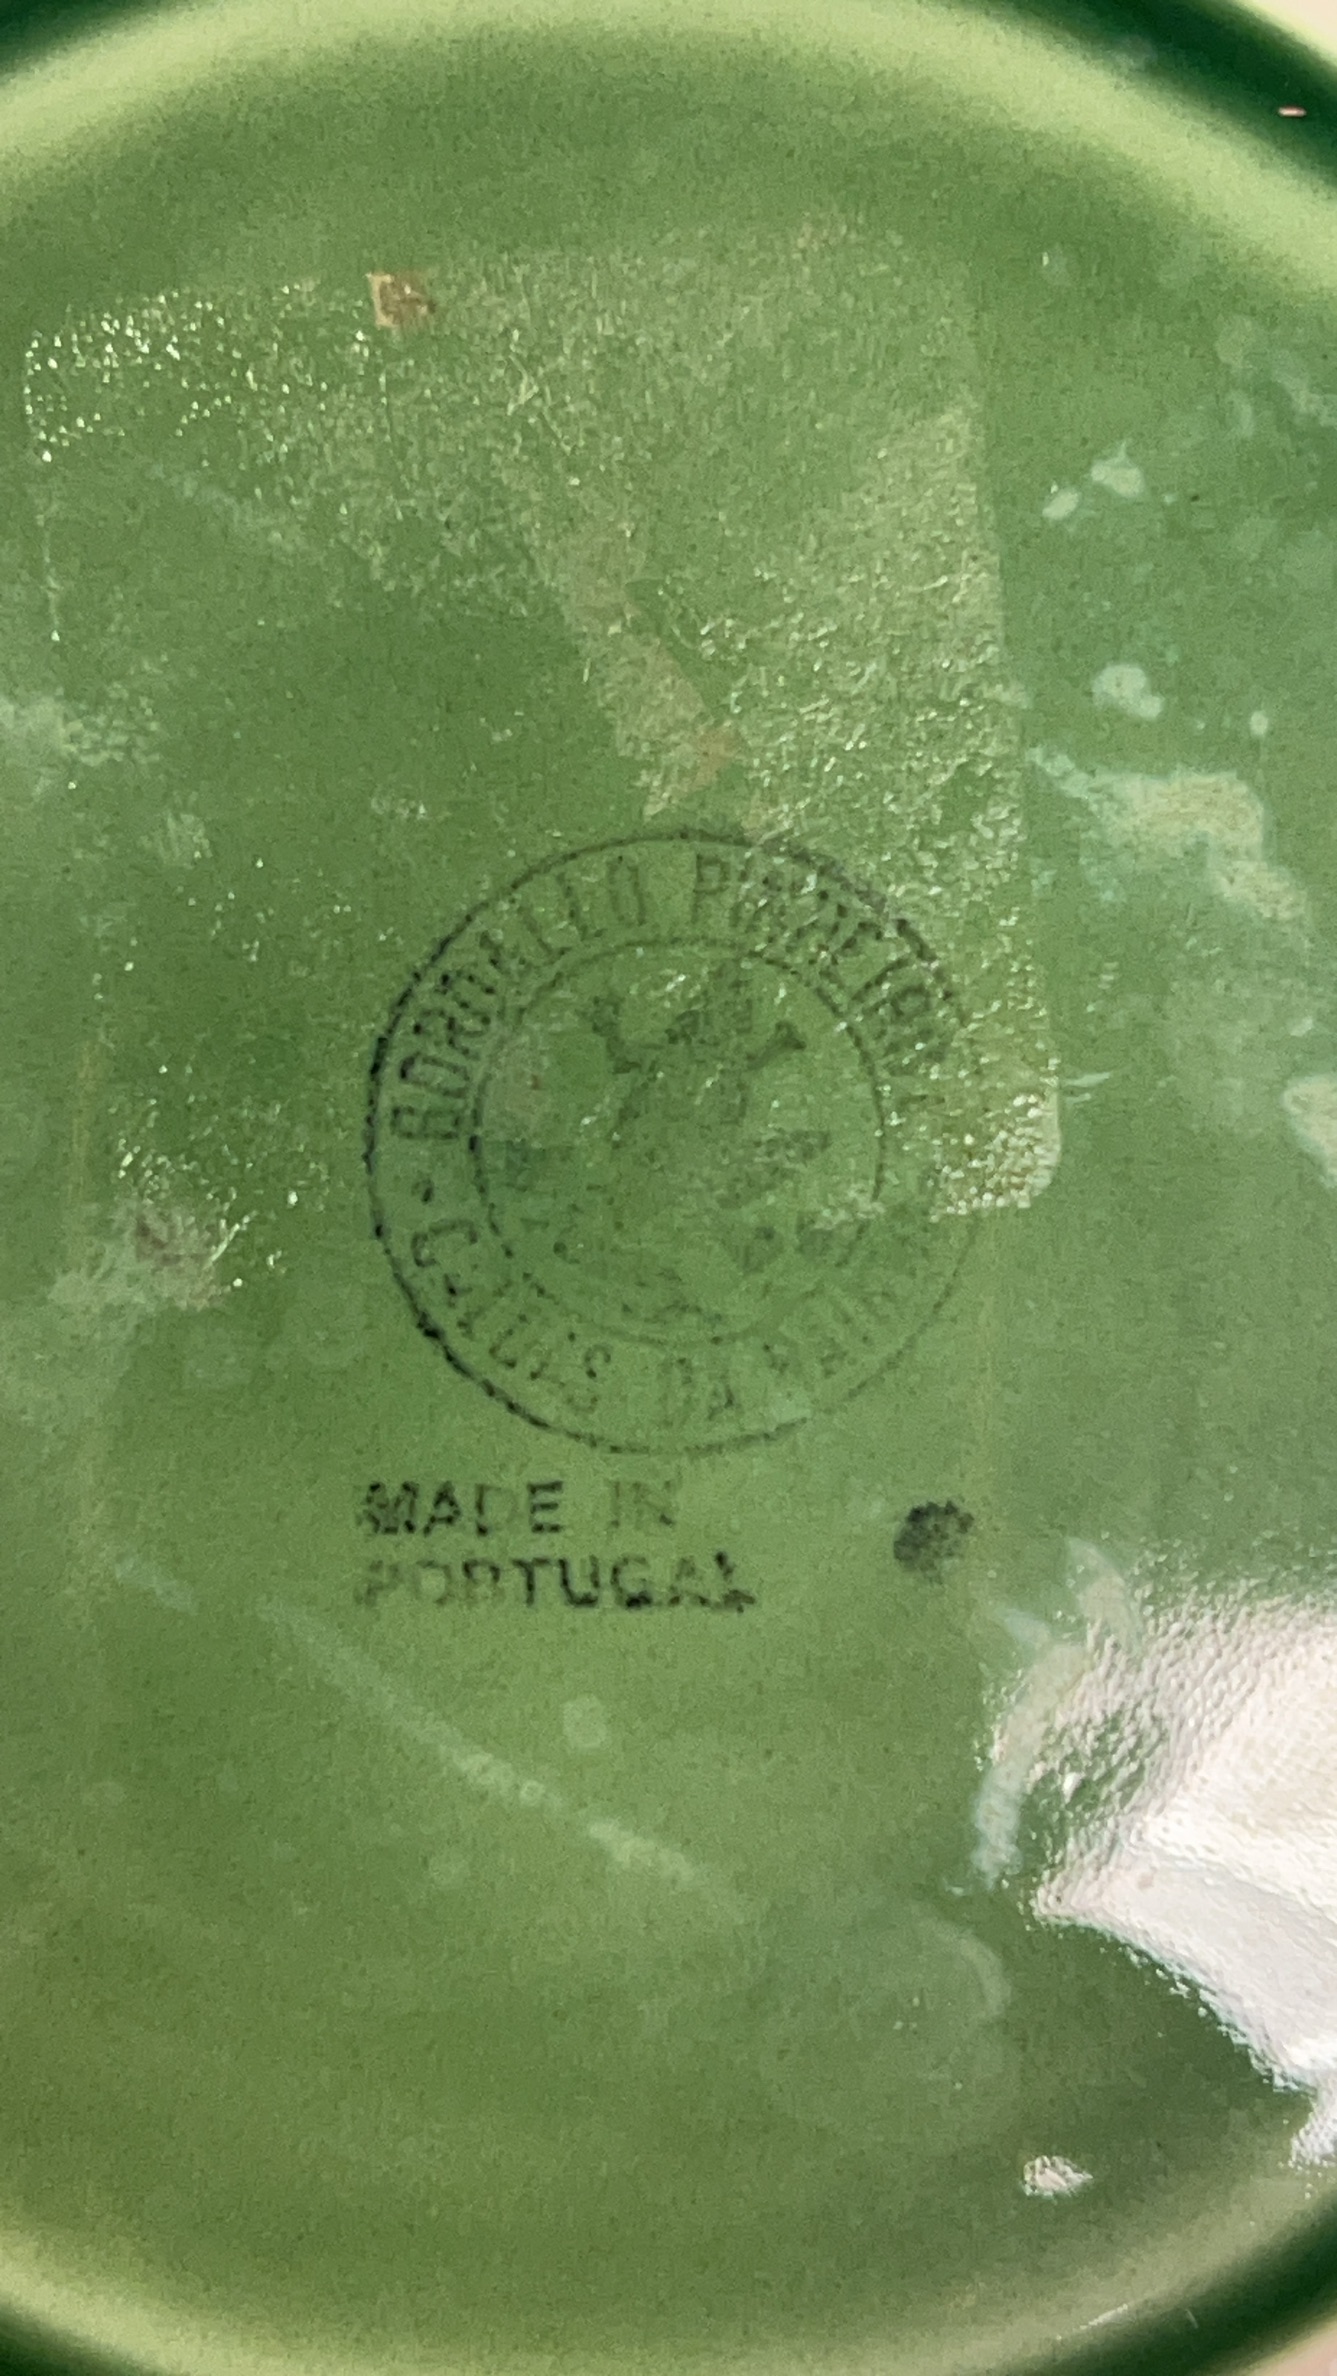 BORDALLO PINHEIRO
CALDAS DA RAINHA
MADE IN
PORTUGAL